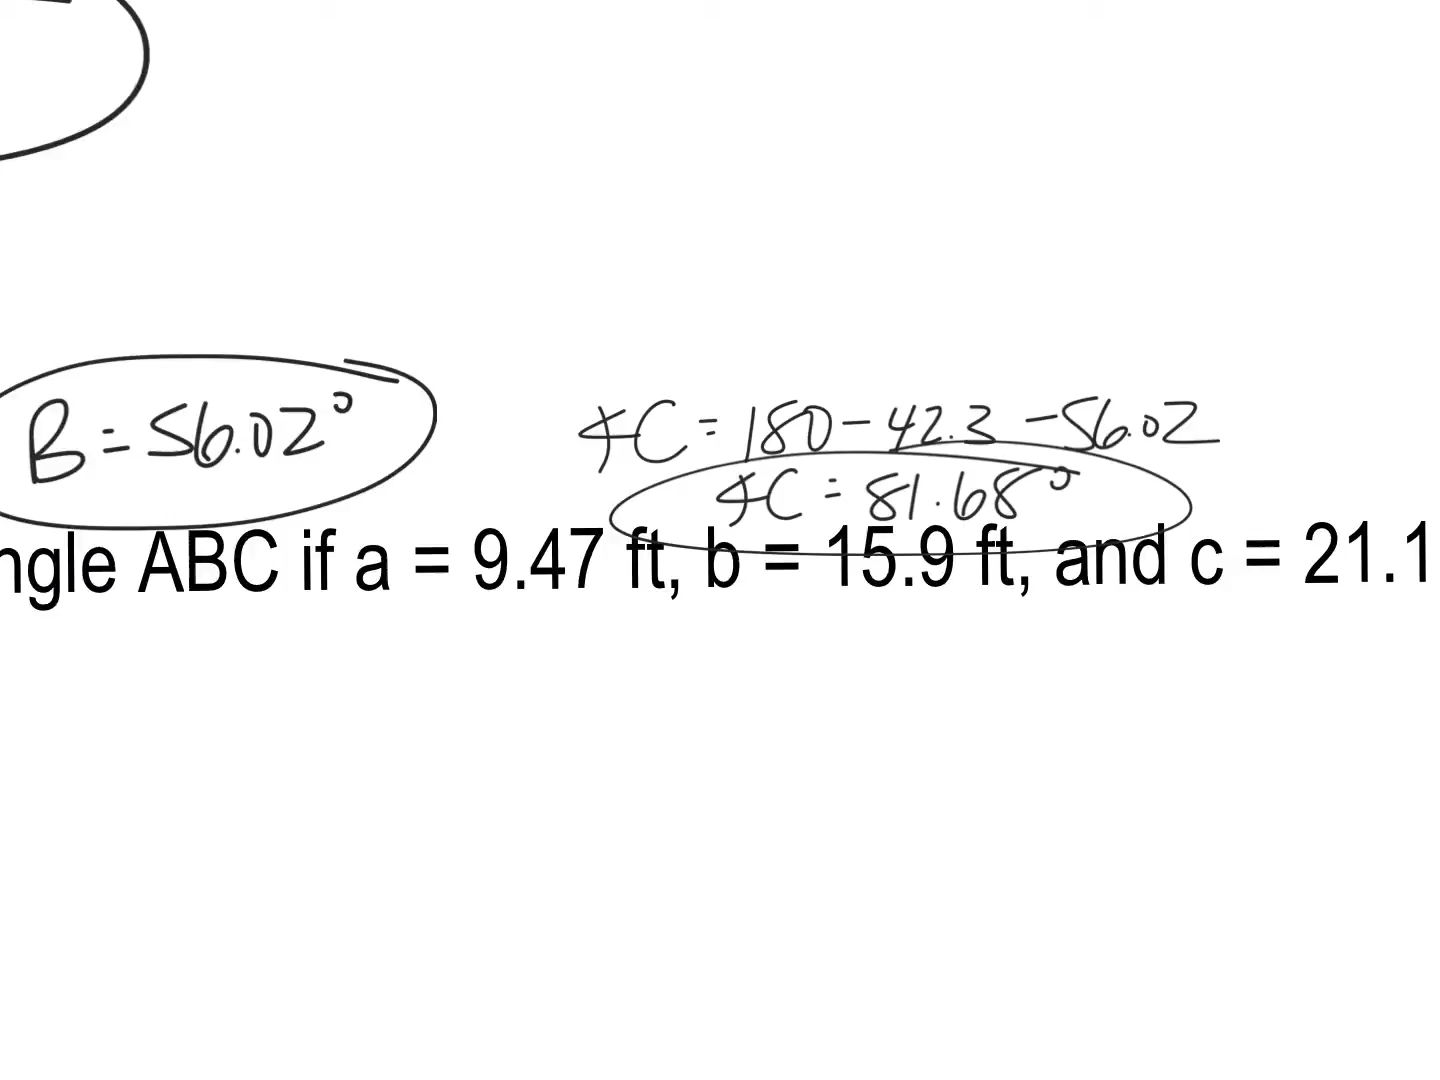 B = 56.02°
∡C = 180 - 42.3 - 56.02
∡C = 81.68°
ngle ABC if a = 9.47 ft, b = 15.9 ft, and c = 21.1